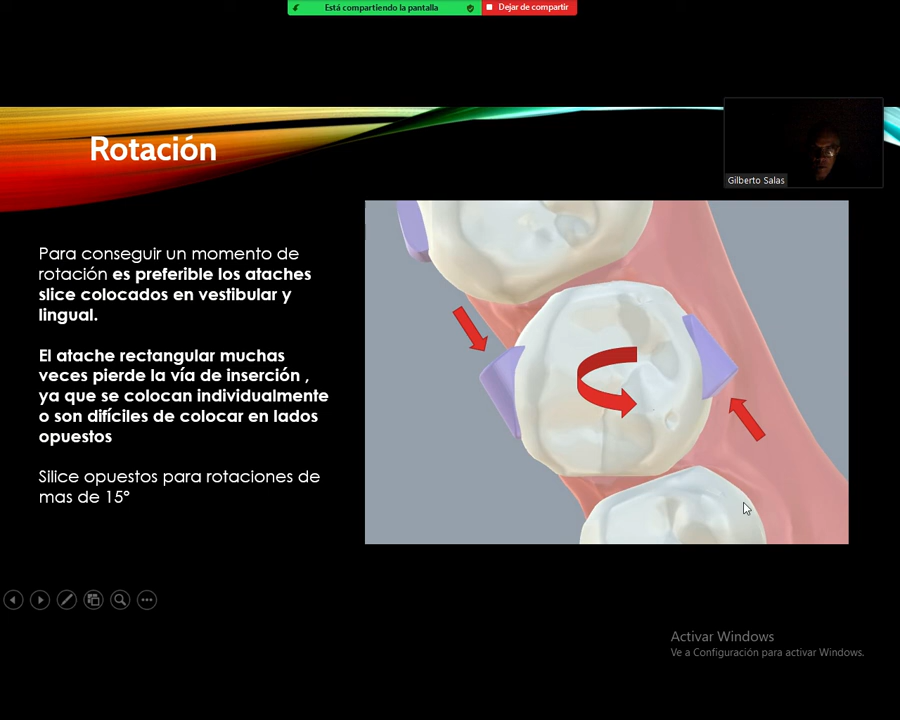 Está compartiendo la pantalla
Dejar de compartir
Rotación
Gilberto Salas
Para conseguir un momento de
rotación es preferible los ataches
slice colocados en vestibular y
lingual.
El atache rectangular muchas
veces pierde la vía de inserción ,
ya que se colocan individualmente
o son difíciles de colocar en lados
opuestos
Silice opuestos para rotaciones de
mas de 15°
Activar Windows
Ve a Configuración para activar Windows.